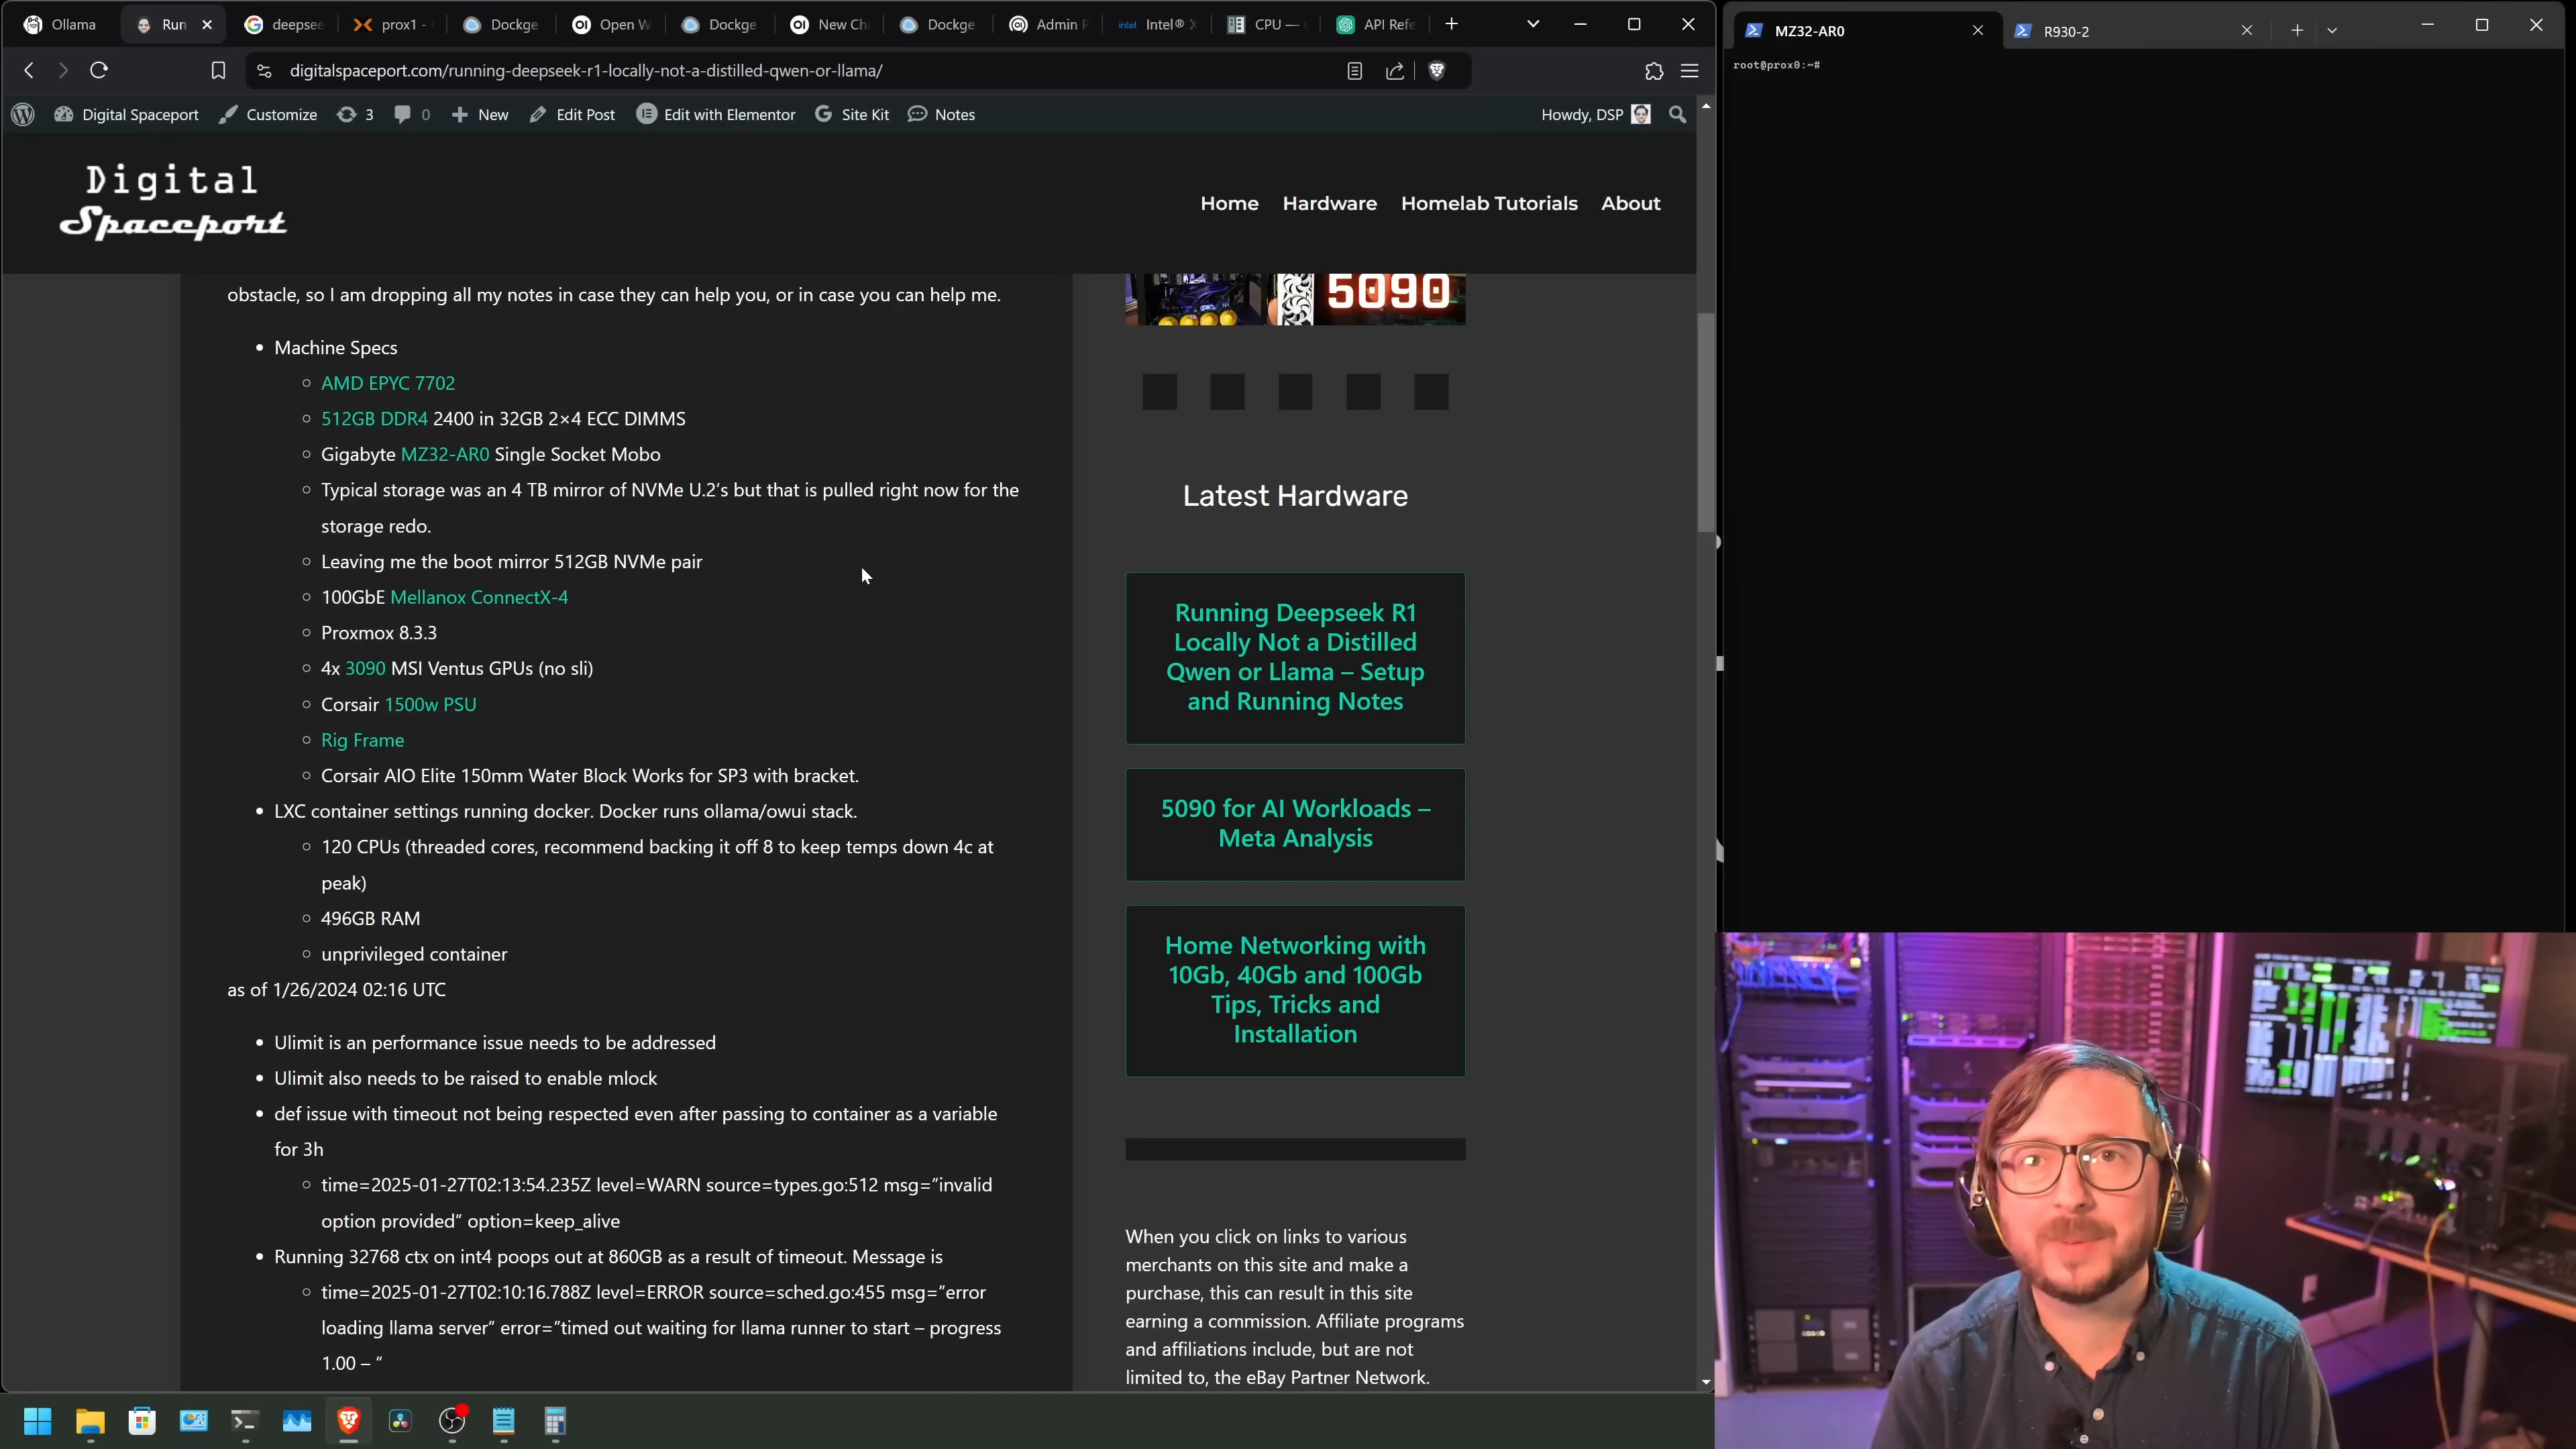 Ollama
Run
deepsee
prox1 -
Dockge
Open W
Dockge
New Ch
Dockge
Admin P
intel
Intel® X
CPU —
API Refe
MZ32-AR0
R930-2
digitalspaceport.com/running-deepseek-r1-locally-not-a-distilled-qwen-or-llama/
root@prox0:~#
Digital Spaceport
Customize
3
0
New
Edit Post
Edit with Elementor
Site Kit
Notes
Howdy, DSP
Digital
Spaceport
Home
Hardware
Homelab Tutorials
About
obstacle, so I am dropping all my notes in case they can help you, or in case you can help me.
Machine Specs
AMD EPYC 7702
512GB DDR4 2400 in 32GB 2×4 ECC DIMMS
Gigabyte MZ32-AR0 Single Socket Mobo
Typical storage was an 4 TB mirror of NVMe U.2’s but that is pulled right now for the
storage redo.
Leaving me the boot mirror 512GB NVMe pair
100GbE Mellanox ConnectX-4
Proxmox 8.3.3
4x 3090 MSI Ventus GPUs (no sli)
Corsair 1500w PSU
Rig Frame
Corsair AIO Elite 150mm Water Block Works for SP3 with bracket.
LXC container settings running docker. Docker runs ollama/owui stack.
120 CPUs (threaded cores, recommend backing it off 8 to keep temps down 4c at
peak)
496GB RAM
unprivileged container
as of 1/26/2024 02:16 UTC
Ulimit is an performance issue needs to be addressed
Ulimit also needs to be raised to enable mlock
def issue with timeout not being respected even after passing to container as a variable
for 3h
time=2025-01-27T02:13:54.235Z level=WARN source=types.go:512 msg=”invalid
option provided” option=keep_alive
Running 32768 ctx on int4 poops out at 860GB as a result of timeout. Message is
time=2025-01-27T02:10:16.788Z level=ERROR source=sched.go:455 msg=”error
loading llama server” error=”timed out waiting for llama runner to start – progress
1.00 – “
5090
Latest Hardware
Running Deepseek R1
Locally Not a Distilled
Qwen or Llama – Setup
and Running Notes
5090 for AI Workloads –
Meta Analysis
Home Networking with
10Gb, 40Gb and 100Gb
Tips, Tricks and
Installation
When you click on links to various
merchants on this site and make a
purchase, this can result in this site
earning a commission. Affiliate programs
and affiliations include, but are not
limited to, the eBay Partner Network.